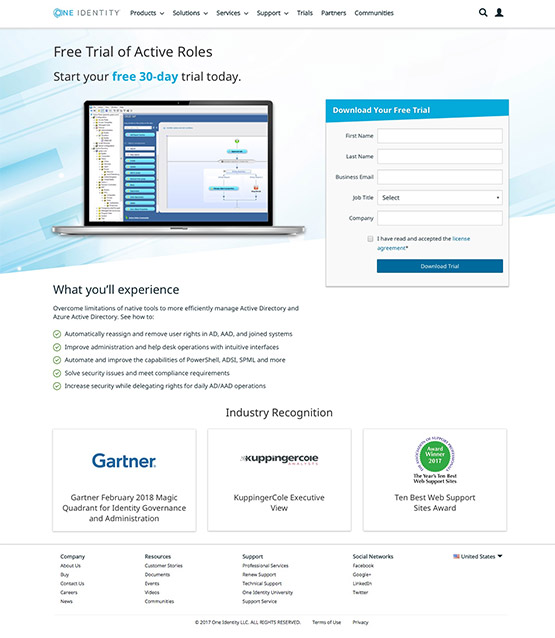 ONE IDENTITY Products Solutions Services Support Trials Partners Communities
Free Trial of Active Roles
Start your free 30-day trial today.
Download Your Free Trial
First Name
Last Name
Business Email
Job Title Select
Company
I have read and accepted the license
agreement*
Download Trial
What you'll experience
Overcome limitations of native tools to more efficiently manage Active Directory and
Azure Active Directory. See how to:
Automatically reassign and remove user rights in AD, AAD, and joined systems
Improve administration and help desk operations with intuitive interfaces
Automate and improve the capabilities of PowerShell, ADSI, SPML and more
Solve security issues and meet compliance requirements
Increase security while delegating rights for daily AD/AAD operations
Industry Recognition
Gartner
Gartner February 2018 Magic
Quadrant for Identity Governance
and Administration
kuppingercole
ANALYSTS
KuppingerCole Executive
View
THE ASSOCIATION OF SUPPORT PROFESSIONALS
Award
Winner
2017
The Year's Ten Best
Web Support Sites
Ten Best Web Support
Sites Award
Company Resources Support Social Networks United States
About Us Customer Stories Professional Services Facebook
Buy Documents Renew Support Google+
Contact Us Events Technical Support LinkedIn
Careers Videos One Identity University Twitter
News Communities Support Service
© 2017 One Identity LLC. ALL RIGHTS RESERVED. Terms of Use Privacy